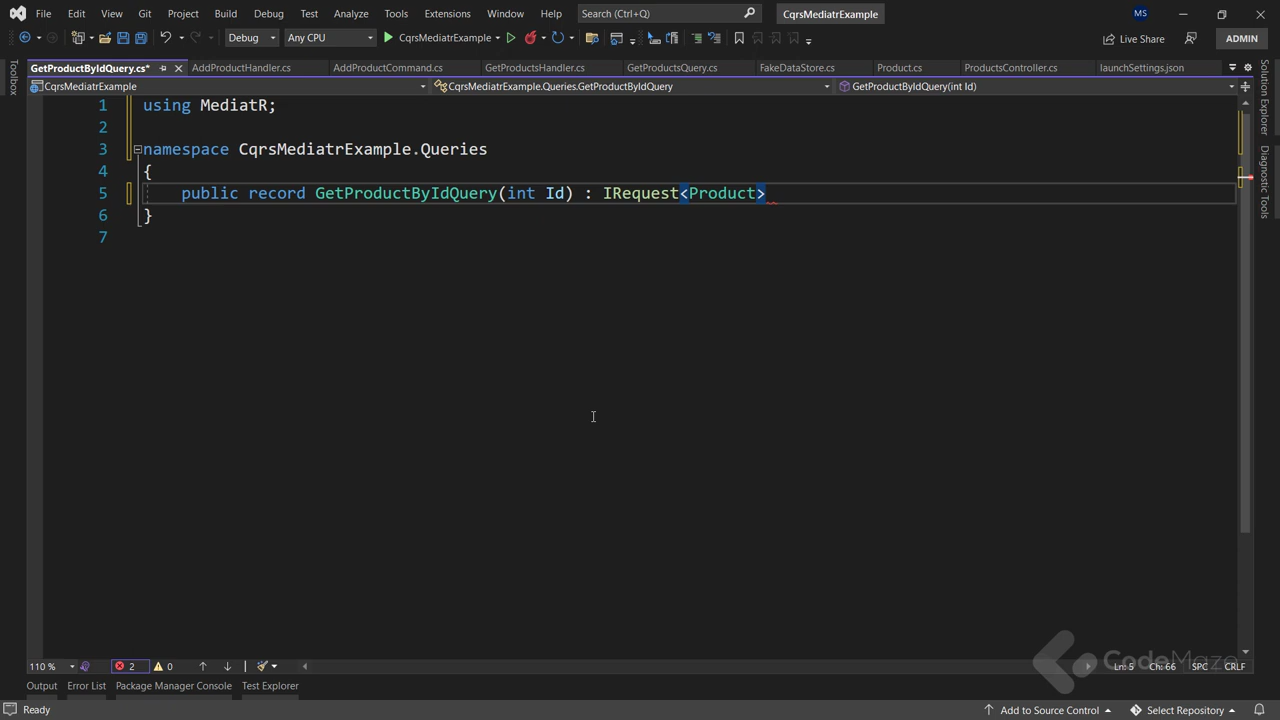 File Edit View Git Project Build Debug Test Analyze Tools Extensions Window Help Search (Ctrl+Q) CqrsMediatrExample MS
Debug Any CPU CqrsMediatrExample Live Share ADMIN
GetProductByIdQuery.cs* AddProductHandler.cs AddProductCommand.cs GetProductsHandler.cs GetProductsQuery.cs FakeDataStore.cs Product.cs ProductsController.cs launchSettings.json
CqrsMediatrExample CqrsMediatrExample.Queries.GetProductByIdQuery GetProductByIdQuery(int Id)
Toolbox
Solution Explorer
Diagnostic Tools
1 using MediatR;
2
3 namespace CqrsMediatrExample.Queries
4 {
5 public record GetProductByIdQuery(int Id) : IRequest<Product>
6 }
7
CodeMaze
110 % 2 0 Ln: 5 Ch: 66 SPC CRLF
Output Error List Package Manager Console Test Explorer
Ready Add to Source Control Select Repository